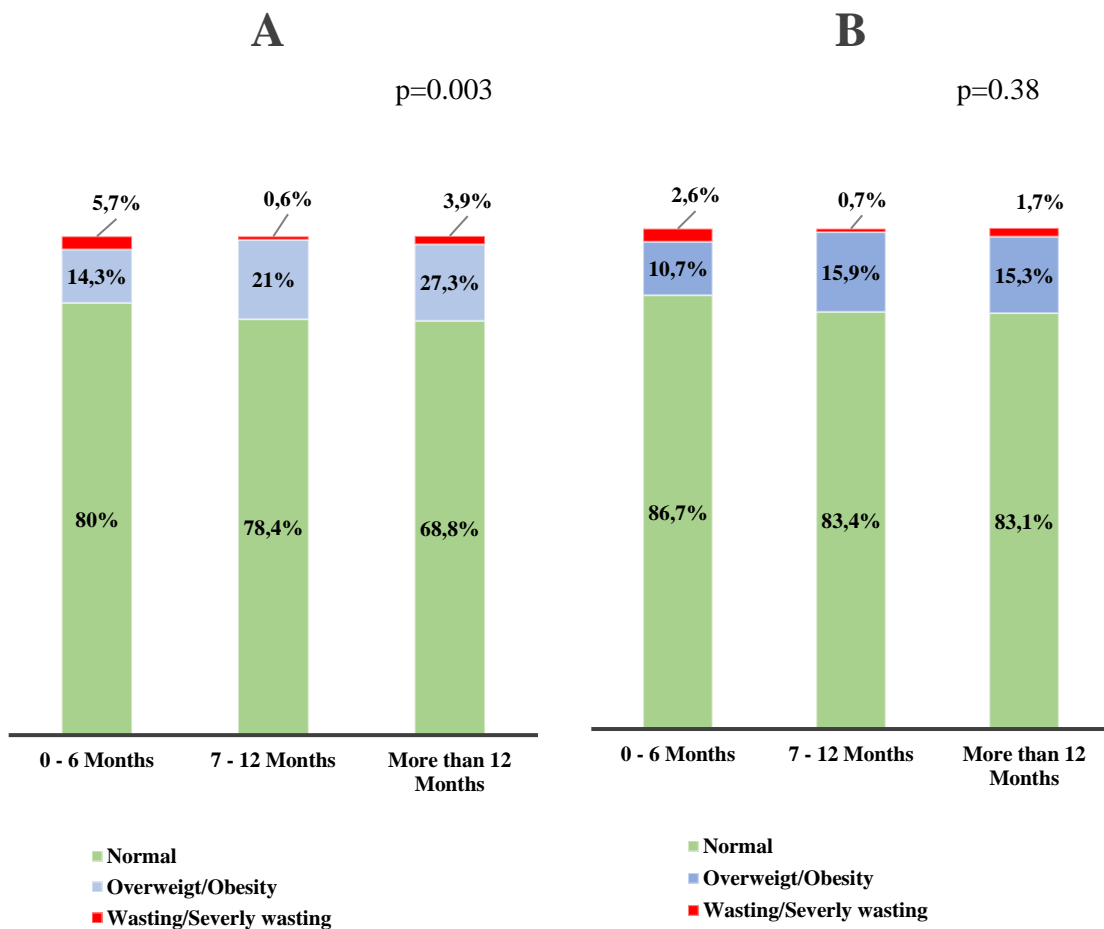 A
p=0.003
5,7%
0,6%
3,9%
14,3%
21%
27,3%
80%
78,4%
68,8%
0 - 6 Months
7 - 12 Months
More than 12
Months
Normal
Overweigt/Obesity
Wasting/Severly wasting
B
p=0.38
2,6%
0,7%
1,7%
10,7%
15,9%
15,3%
86,7%
83,4%
83,1%
0 - 6 Months
7 - 12 Months
More than 12
Months
Normal
Overweigt/Obesity
Wasting/Severly wasting